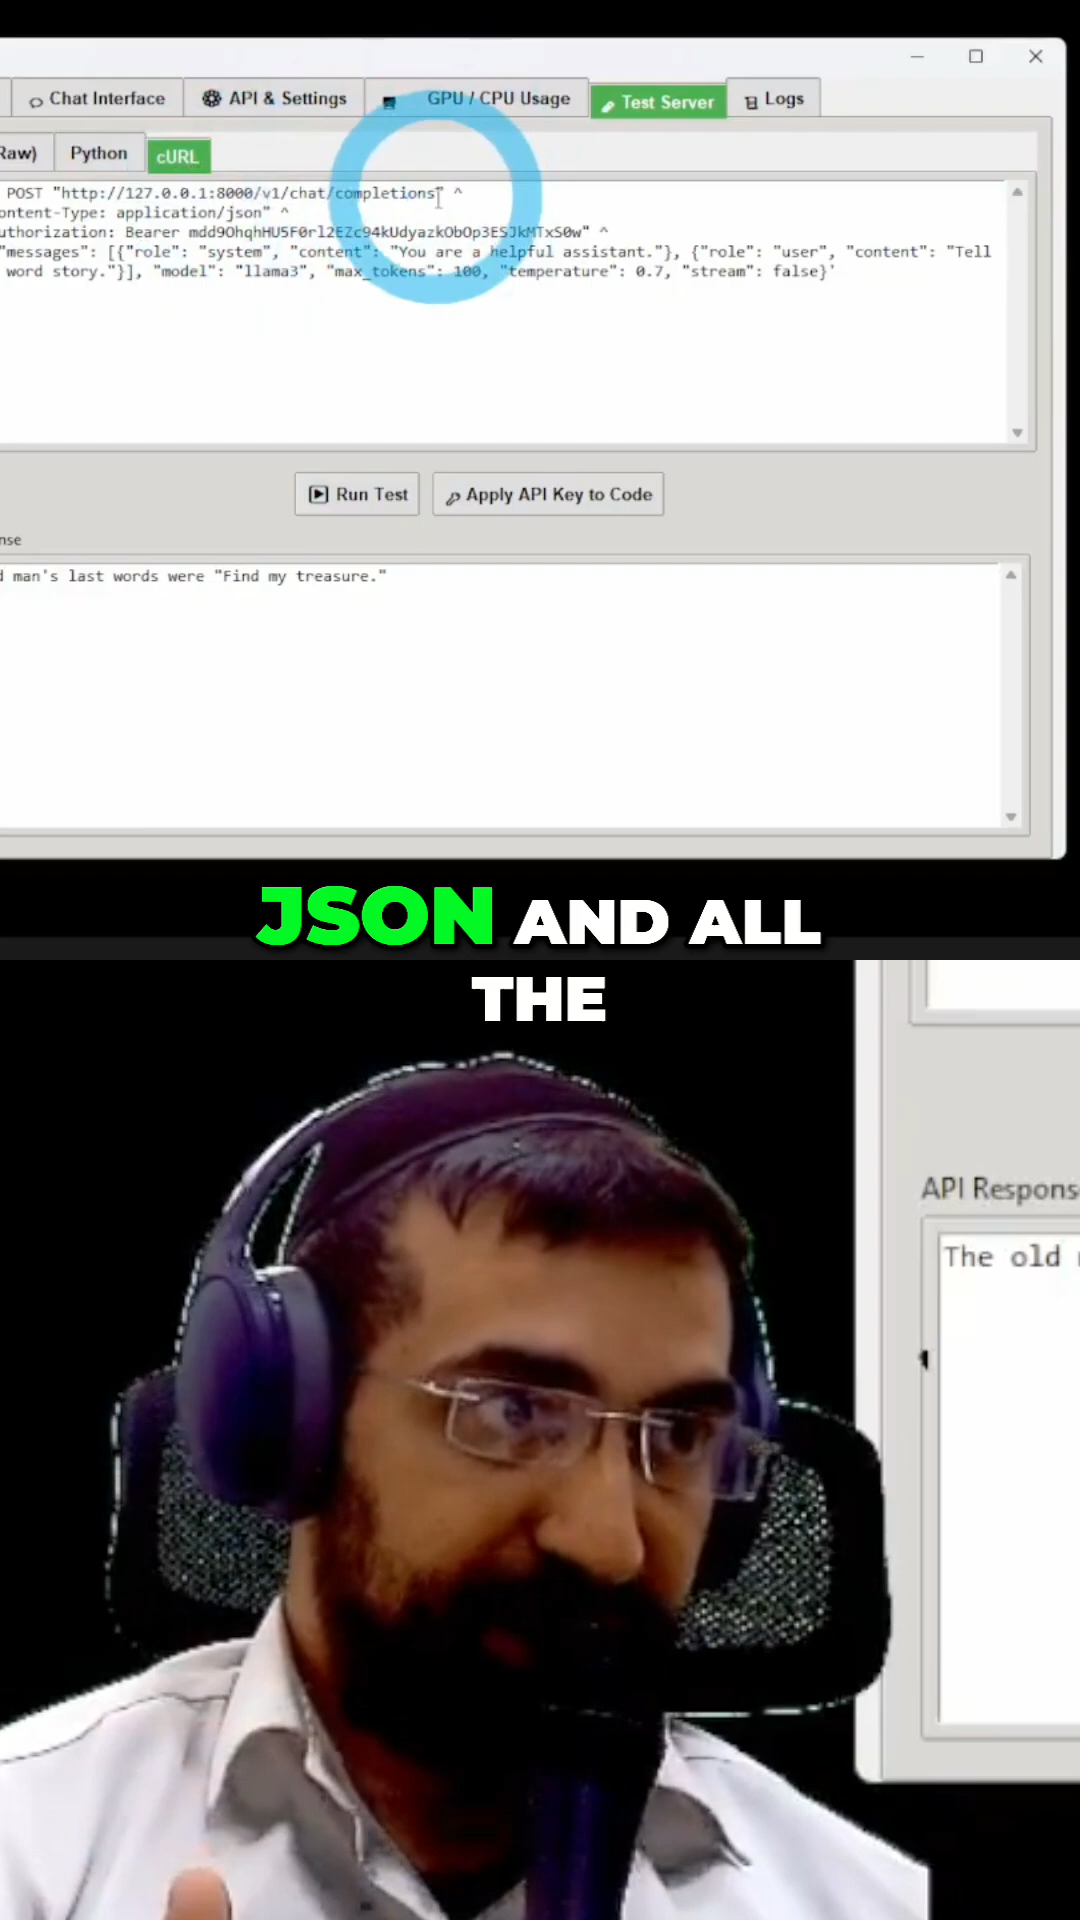 Chat Interface
API & Settings
GPU / CPU Usage
Test Server
Logs
Raw)
Python
cURL
POST "http://127.0.0.1:8000/v1/chat/completions" ^
ontent-Type: application/json" ^
uthorization: Bearer mdd9OhqhHU5F0rl2EZc94kUdyazkObOp3ESJkMTxS0w" ^
"messages": [{"role": "system", "content": "You are a helpful assistant."}, {"role": "user", "content": "Tell
word story."}], "model": "llama3", "max_tokens": 100, "temperature": 0.7, "stream": false}'
Run Test
Apply API Key to Code
nse
d man's last words were "Find my treasure."
JSON AND ALL
THE
API Respons
The old